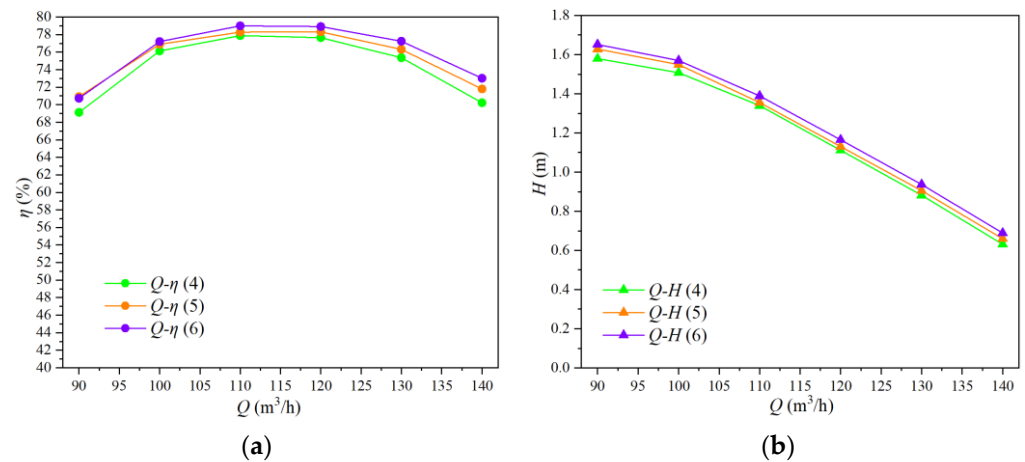 80
78
76
74
72
70
68
66
64
62
60
58
56
54
52
50
48
46
44
42
40
η (%)
Q-η (4)
Q-η (5)
Q-η (6)
90 95 100 105 110 115 120 125 130 135 140
Q (m³/h)
(a)
1.8
1.6
1.4
1.2
1.0
0.8
0.6
0.4
0.2
0.0
H (m)
Q-H (4)
Q-H (5)
Q-H (6)
90 95 100 105 110 115 120 125 130 135 140
Q (m³/h)
(b)